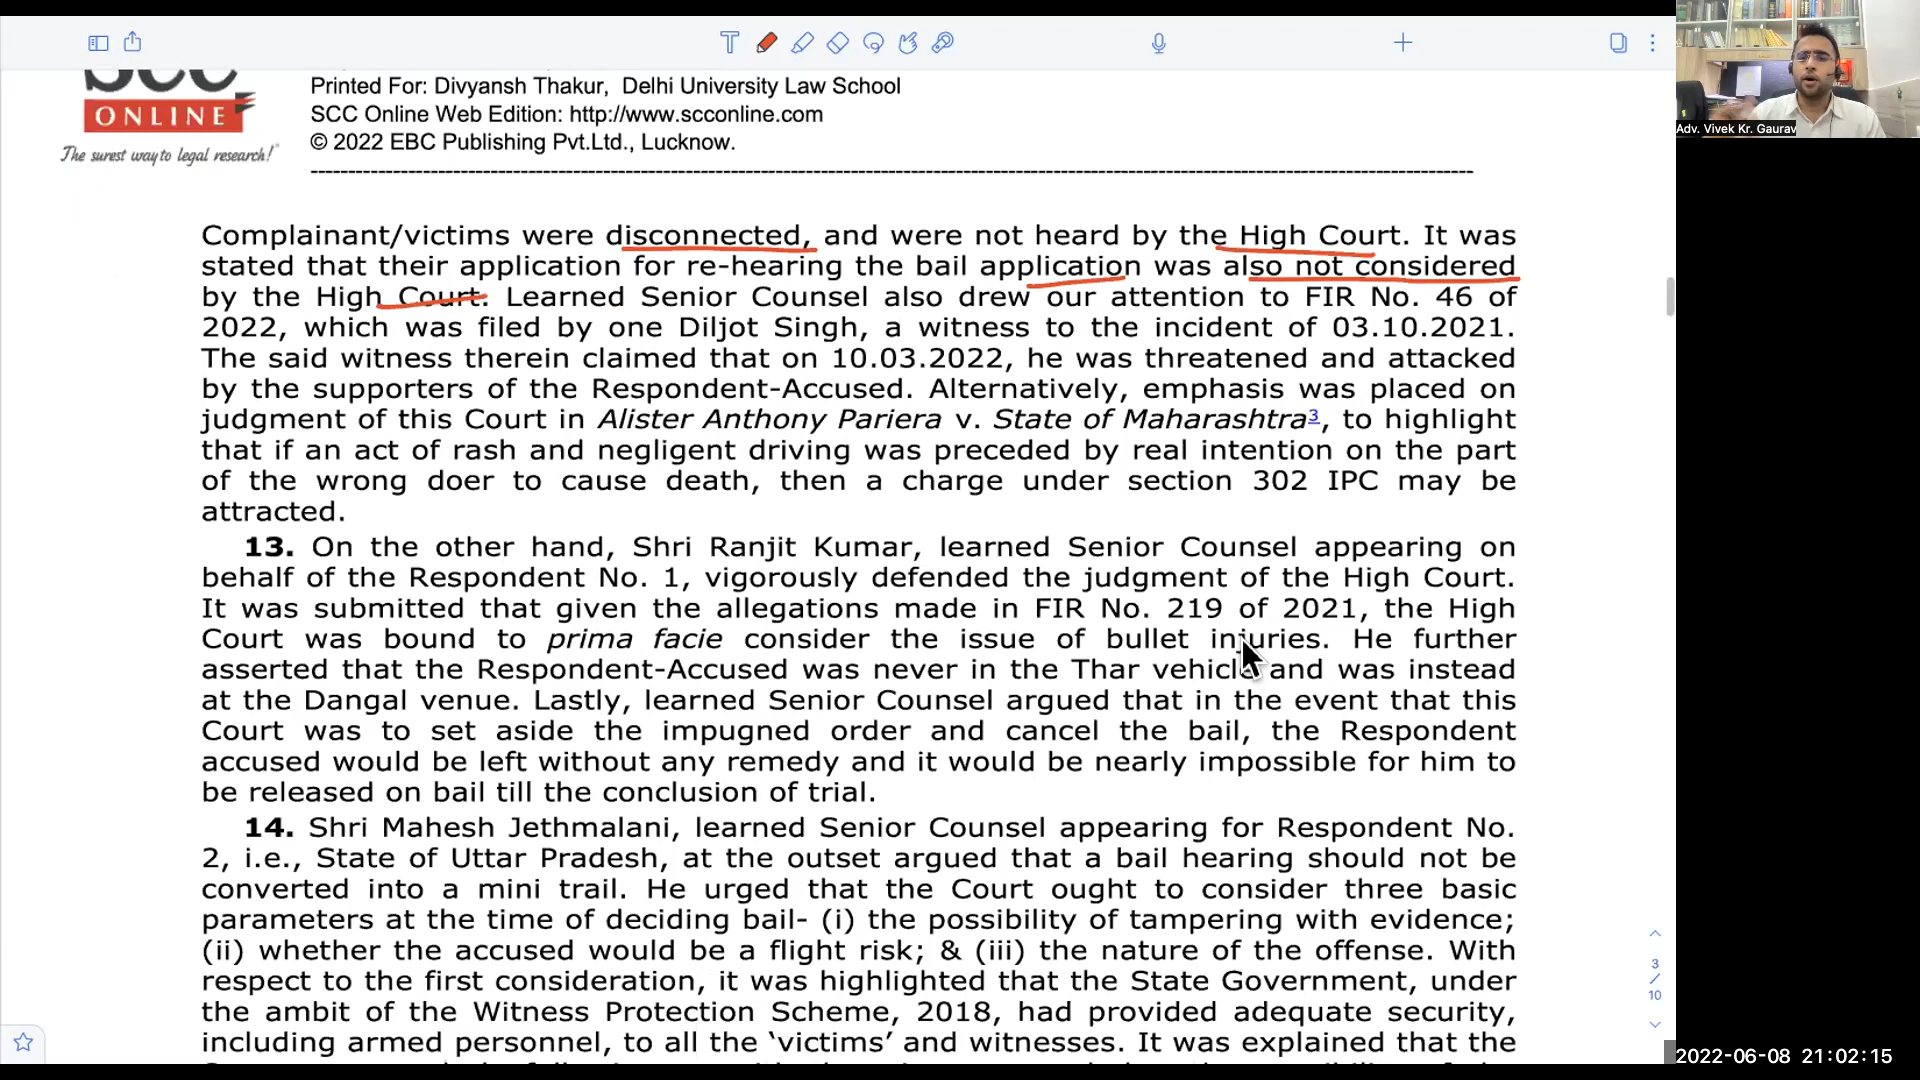 SCC
ONLINE
The surest way to legal research!
Printed For: Divyansh Thakur, Delhi University Law School
SCC Online Web Edition: http://www.scconline.com
© 2022 EBC Publishing Pvt.Ltd., Lucknow.
Adv. Vivek Kr. Gaurav
Complainant/victims were disconnected, and were not heard by the High Court. It was
stated that their application for re-hearing the bail application was also not considered
by the High Court. Learned Senior Counsel also drew our attention to FIR No. 46 of
2022, which was filed by one Diljot Singh, a witness to the incident of 03.10.2021.
The said witness therein claimed that on 10.03.2022, he was threatened and attacked
by the supporters of the Respondent-Accused. Alternatively, emphasis was placed on
judgment of this Court in Alister Anthony Pariera v. State of Maharashtra3, to highlight
that if an act of rash and negligent driving was preceded by real intention on the part
of the wrong doer to cause death, then a charge under section 302 IPC may be
attracted.
13. On the other hand, Shri Ranjit Kumar, learned Senior Counsel appearing on
behalf of the Respondent No. 1, vigorously defended the judgment of the High Court.
It was submitted that given the allegations made in FIR No. 219 of 2021, the High
Court was bound to prima facie consider the issue of bullet injuries. He further
asserted that the Respondent-Accused was never in the Thar vehicle and was instead
at the Dangal venue. Lastly, learned Senior Counsel argued that in the event that this
Court was to set aside the impugned order and cancel the bail, the Respondent
accused would be left without any remedy and it would be nearly impossible for him to
be released on bail till the conclusion of trial.
14. Shri Mahesh Jethmalani, learned Senior Counsel appearing for Respondent No.
2, i.e., State of Uttar Pradesh, at the outset argued that a bail hearing should not be
converted into a mini trail. He urged that the Court ought to consider three basic
parameters at the time of deciding bail- (i) the possibility of tampering with evidence;
(ii) whether the accused would be a flight risk; & (iii) the nature of the offense. With
respect to the first consideration, it was highlighted that the State Government, under
the ambit of the Witness Protection Scheme, 2018, had provided adequate security,
including armed personnel, to all the ‘victims’ and witnesses. It was explained that the
3
/
10
2022-06-08 21:02:15